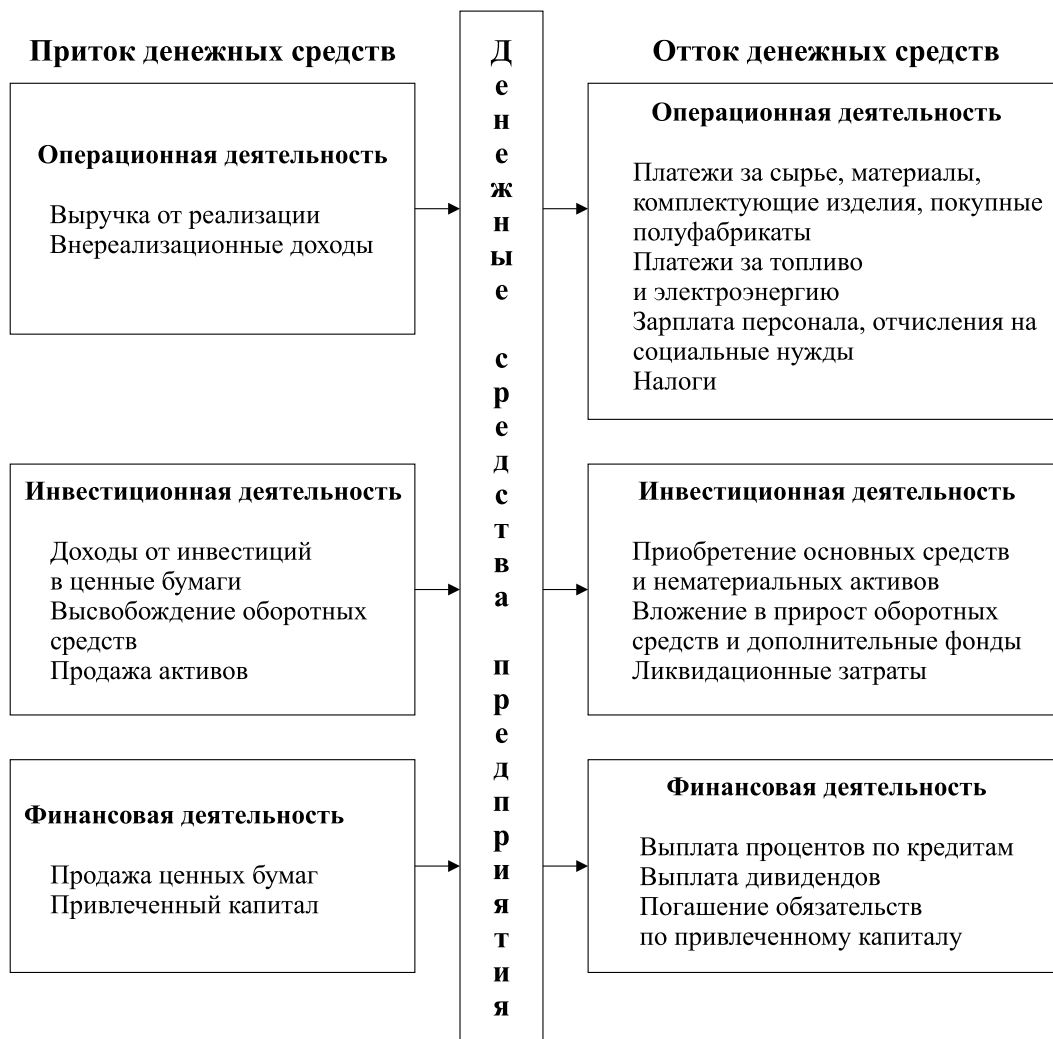 Приток денежных средств
Операционная деятельность
Выручка от реализации
Внереализационные доходы
Инвестиционная деятельность
Доходы от инвестиций
в ценные бумаги
Высвобождение оборотных
средств
Продажа активов
Финансовая деятельность
Продажа ценных бумаг
Привлеченный капитал
Денежные средства предприятия
Отток денежных средств
Операционная деятельность
Платежи за сырье, материалы,
комплектующие изделия, покупные
полуфабрикаты
Платежи за топливо
и электроэнергию
Зарплата персонала, отчисления на
социальные нужды
Налоги
Инвестиционная деятельность
Приобретение основных средств
и нематериальных активов
Вложение в прирост оборотных
средств и дополнительные фонды
Ликвидационные затраты
Финансовая деятельность
Выплата процентов по кредитам
Выплата дивидендов
Погашение обязательств
по привлеченному капиталу